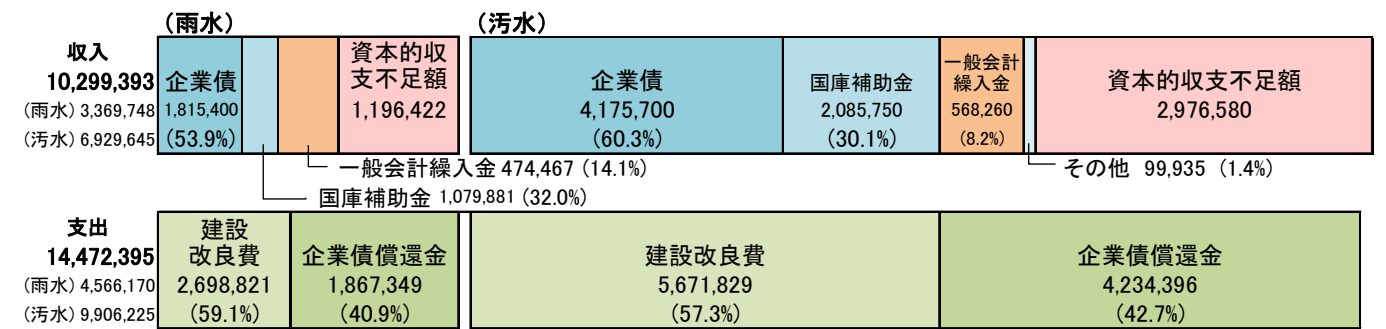 (雨水)
(汚水)
収入
10,299,393
(雨水) 3,369,748
(汚水) 6,929,645
企業債
1,815,400
(53.9%)
資本的収
支不足額
1,196,422
企業債
4,175,700
(60.3%)
国庫補助金
2,085,750
(30.1%)
一般会計
繰入金
568,260
(8.2%)
資本的収支不足額
2,976,580
一般会計繰入金 474,467 (14.1%)
その他 99,935 (1.4%)
国庫補助金 1,079,881 (32.0%)
支出
14,472,395
(雨水) 4,566,170
(汚水) 9,906,225
建設
改良費
2,698,821
(59.1%)
企業債償還金
1,867,349
(40.9%)
建設改良費
5,671,829
(57.3%)
企業債償還金
4,234,396
(42.7%)